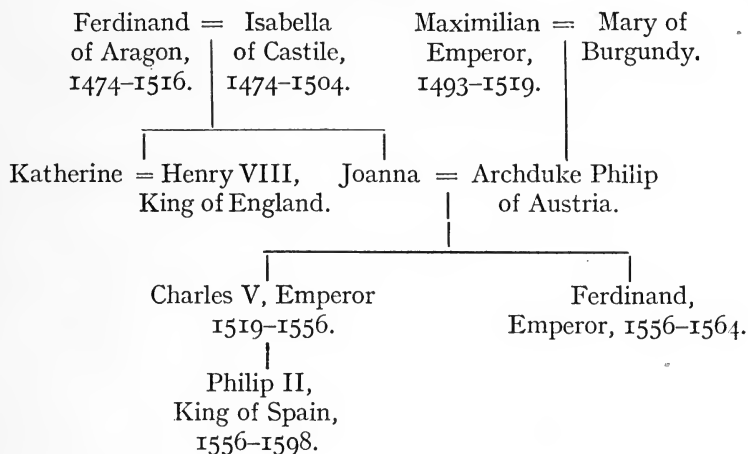 Ferdinand = Isabella Maximilian = Mary of
of Aragon, of Castile, Emperor, Burgundy.
1474–1516. 1474–1504. 1493–1519.
Katherine = Henry VIII, Joanna = Archduke Philip
King of England. of Austria.
Charles V, Emperor Ferdinand,
1519–1556. Emperor, 1556–1564.
Philip II,
King of Spain,
1556–1598.